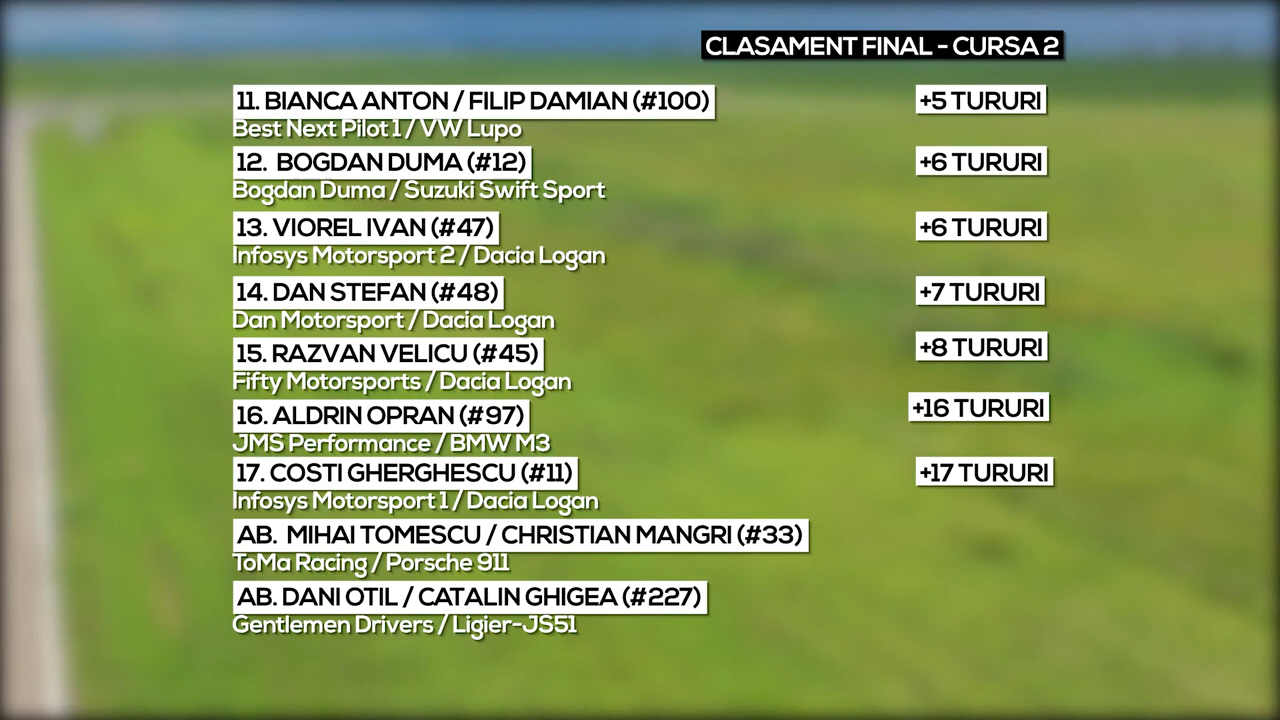 CLASAMENT FINAL - CURSA 2
11. BIANCA ANTON / FILIP DAMIAN (#100) +5 TURURI
Best Next Pilot 1 / VW Lupo
12. BOGDAN DUMA (#12) +6 TURURI
Bogdan Duma / Suzuki Swift Sport
13. VIOREL IVAN (#47) +6 TURURI
Infosys Motorsport 2 / Dacia Logan
14. DAN STEFAN (#48) +7 TURURI
Dan Motorsport / Dacia Logan
15. RAZVAN VELICU (#45) +8 TURURI
Fifty Motorsports / Dacia Logan
16. ALDRIN OPRAN (#97) +16 TURURI
JMS Performance / BMW M3
17. COSTI GHERGHESCU (#11) +17 TURURI
Infosys Motorsport 1 / Dacia Logan
AB. MIHAI TOMESCU / CHRISTIAN MANGRI (#33)
ToMa Racing / Porsche 911
AB. DANI OTIL / CATALIN GHIGEA (#227)
Gentlemen Drivers / Ligier-JS51